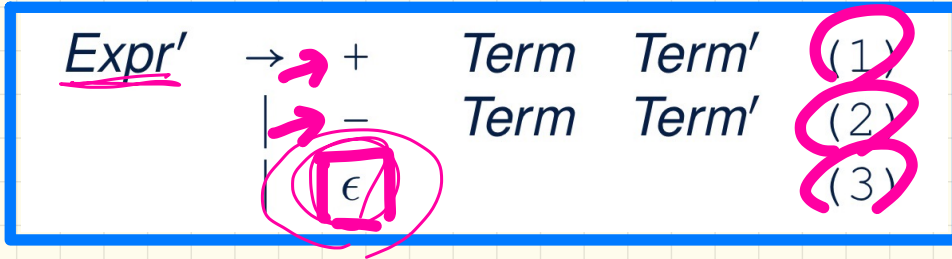 Expr′ → + Term Term′ (1)
| − Term Term′ (2)
| ϵ (3)